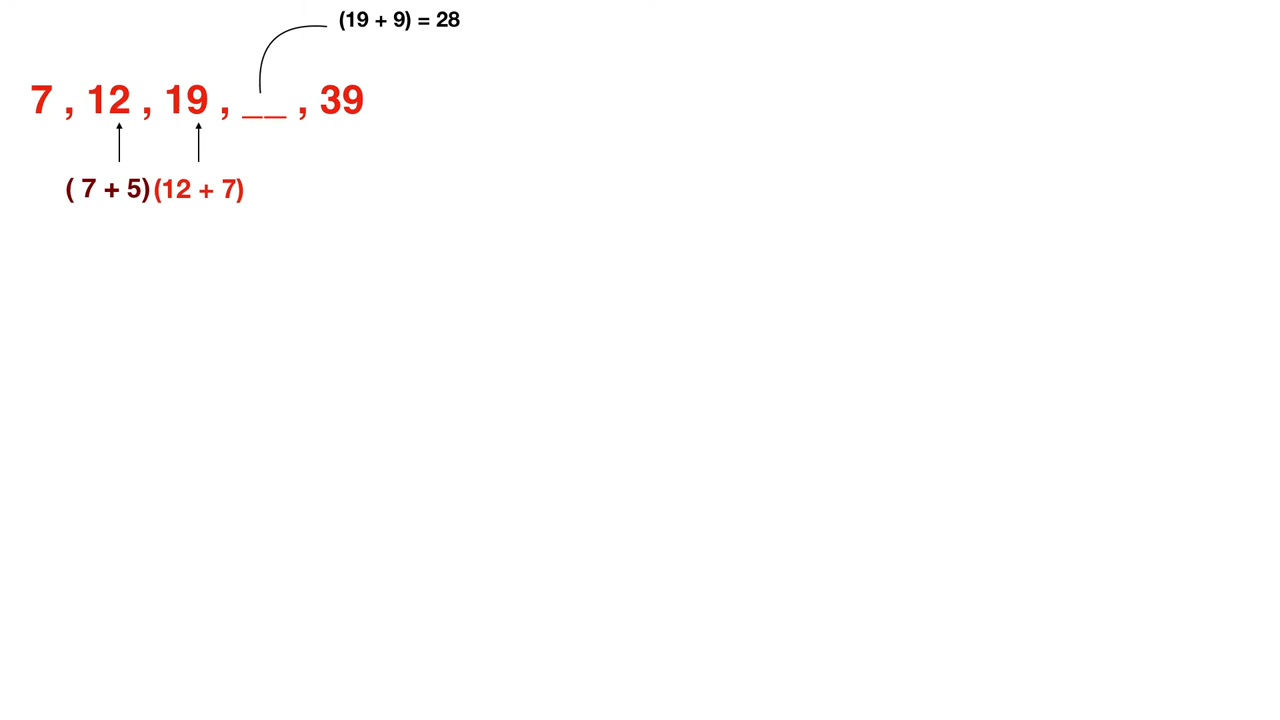 (19 + 9) = 28
7 , 12 , 19 , __ , 39
( 7 + 5) (12 + 7)